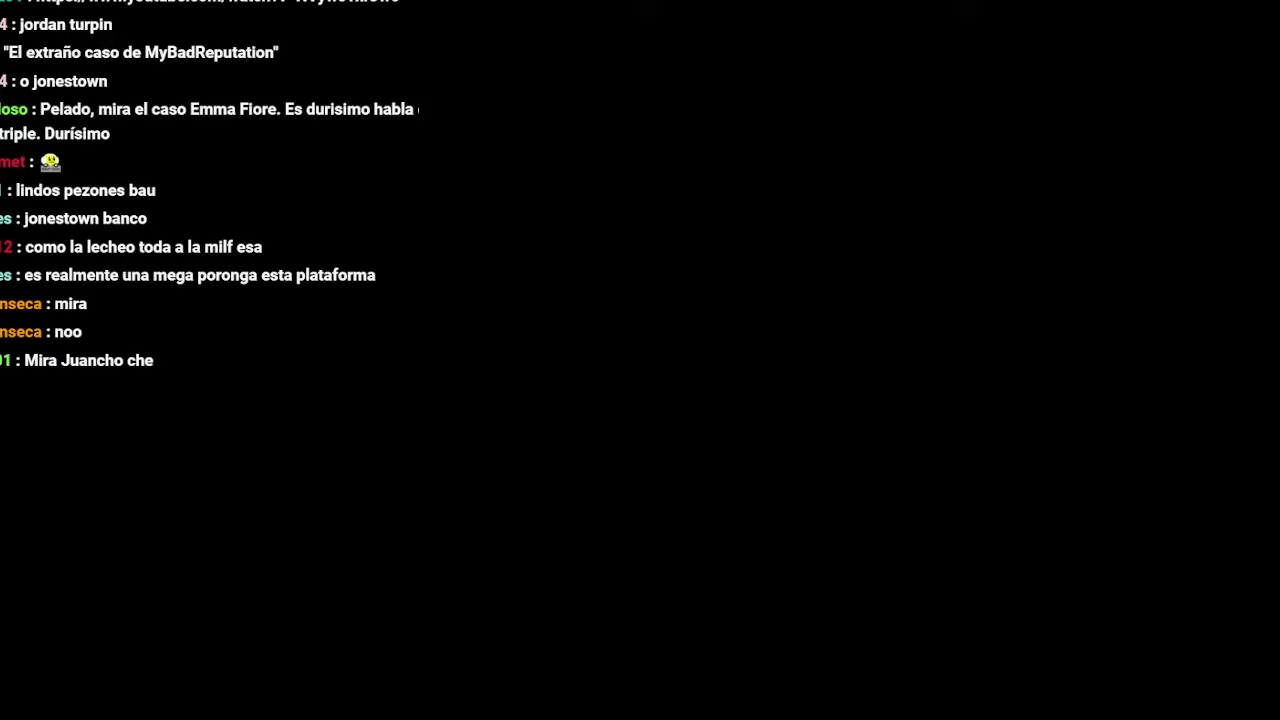 4 : jordan turpin
"El extraño caso de MyBadReputation"
4 : o jonestown
loso : Pelado, mira el caso Emma Fiore. Es durisimo habla
triple. Durísimo
met :
: lindos pezones bau
es : jonestown banco
12 : como la lecheo toda a la milf esa
es : es realmente una mega poronga esta plataforma
nseca : mira
nseca : noo
01 : Mira Juancho che